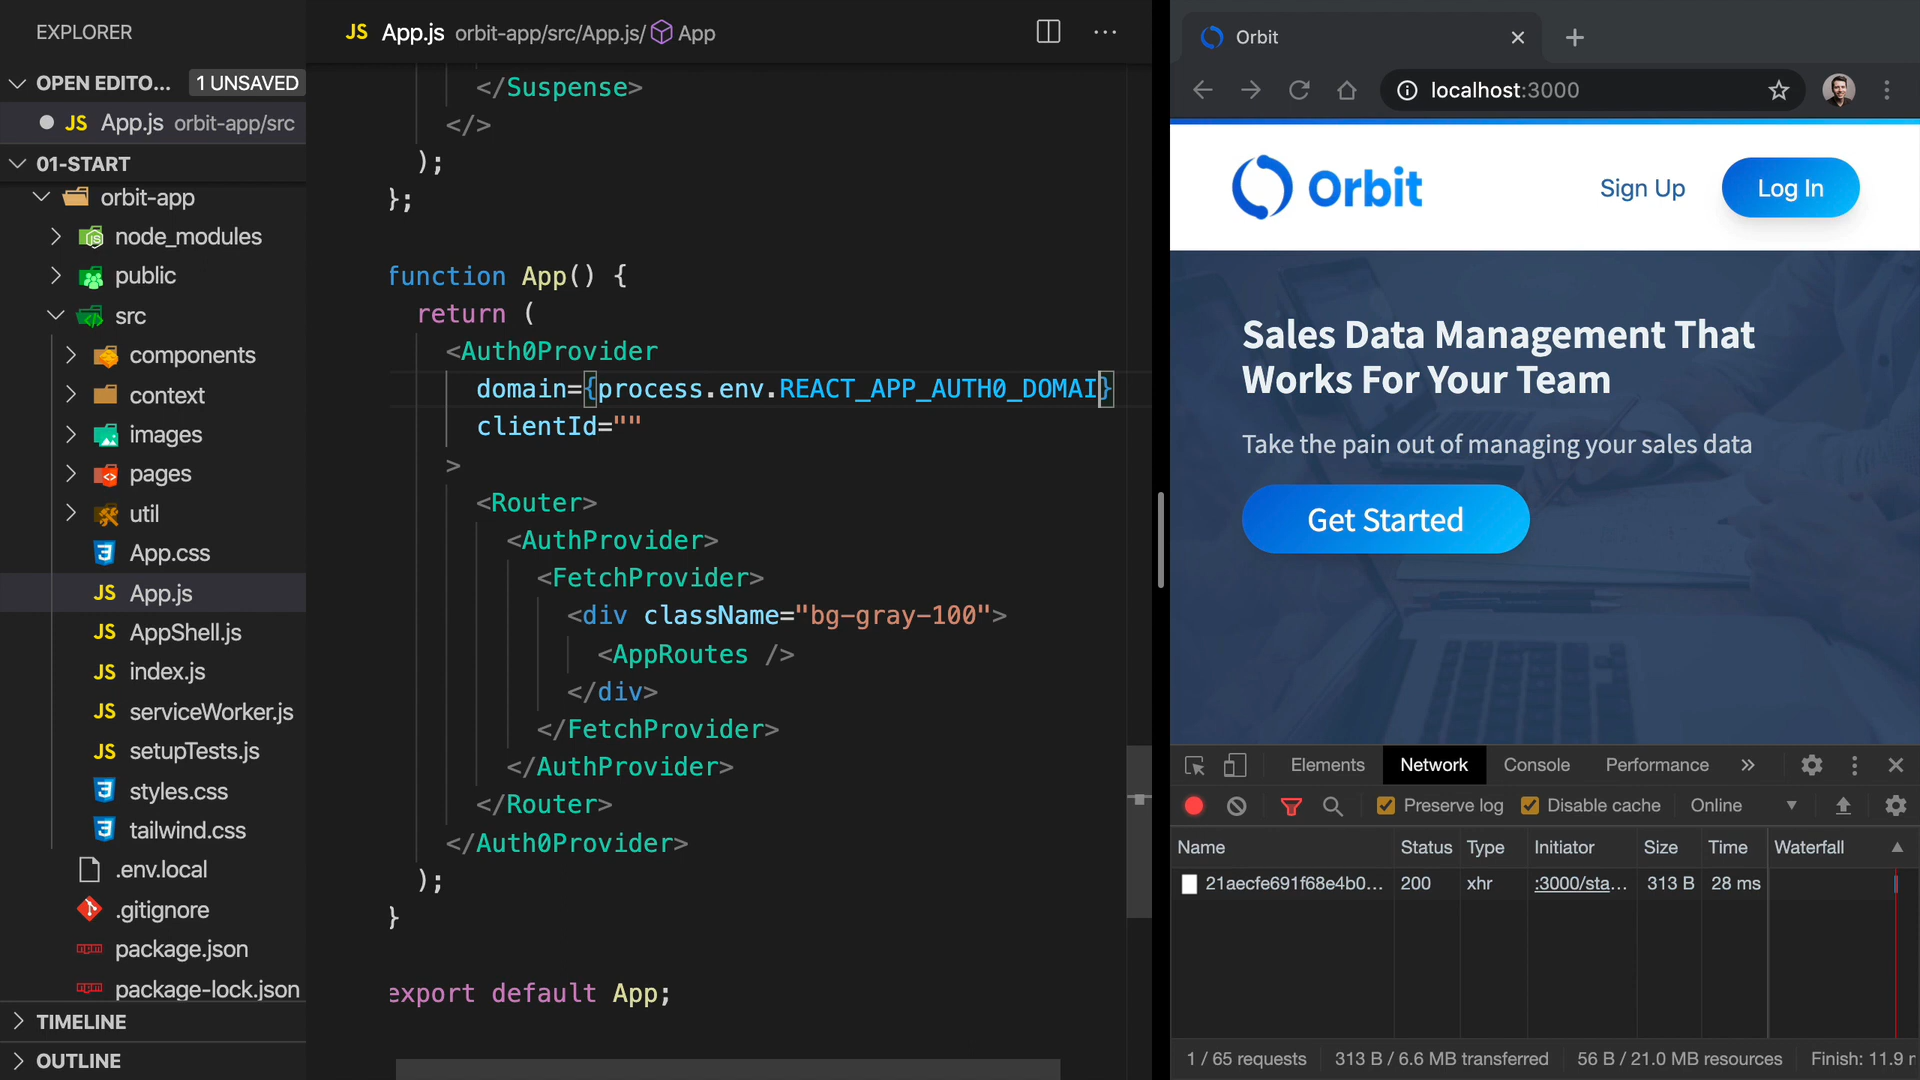 EXPLORER
OPEN EDITO... 1 UNSAVED
JS App.js orbit-app/src
01-START
orbit-app
node_modules
public
src
components
context
images
pages
util
App.css
JS App.js
JS AppShell.js
JS index.js
JS serviceWorker.js
JS setupTests.js
styles.css
tailwind.css
.env.local
.gitignore
package.json
package-lock.json
TIMELINE
OUTLINE
JS App.js orbit-app/src/App.js/ App
</Suspense>
</>
);
};
function App() {
return (
<Auth0Provider
domain={process.env.REACT_APP_AUTH0_DOMAI}
clientId=""
>
<Router>
<AuthProvider>
<FetchProvider>
<div className="bg-gray-100">
<AppRoutes />
</div>
</FetchProvider>
</AuthProvider>
</Router>
</Auth0Provider>
);
}
export default App;
Orbit
localhost:3000
Orbit Sign Up Log In
Sales Data Management That
Works For Your Team
Take the pain out of managing your sales data
Get Started
Elements Network Console Performance
Preserve log Disable cache Online
Name Status Type Initiator Size Time Waterfall
21aecfe691f68e4b0... 200 xhr :3000/sta... 313 B 28 ms
1 / 65 requests 313 B / 6.6 MB transferred 56 B / 21.0 MB resources Finish: 11.9